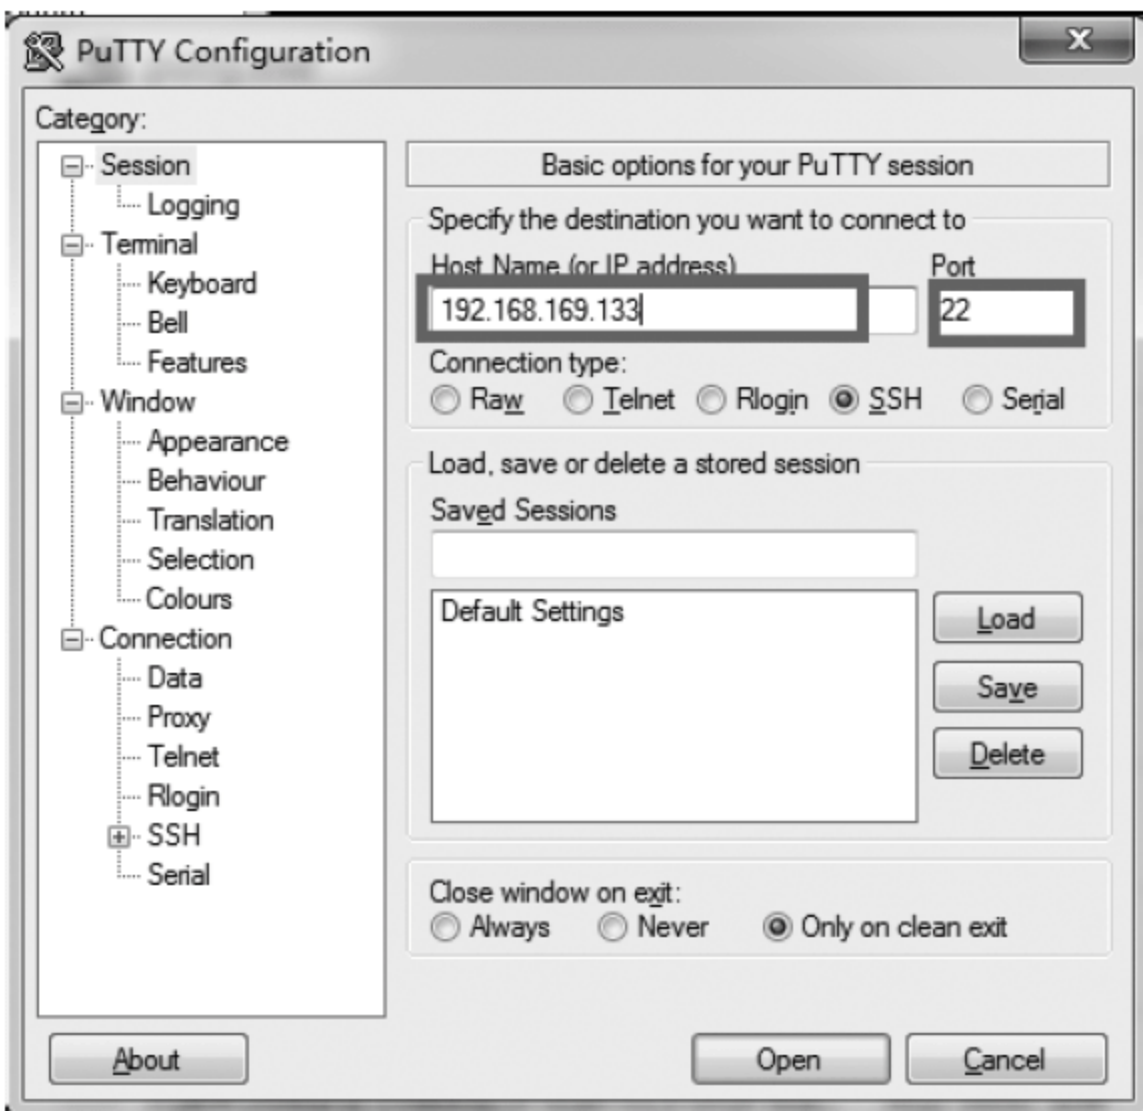 PuTTY Configuration
X
Category:
Session
Logging
Terminal
Keyboard
Bell
Features
Window
Appearance
Behaviour
Translation
Selection
Colours
Connection
Data
Proxy
Telnet
Rlogin
SSH
Serial
Basic options for your PuTTY session
Specify the destination you want to connect to
Host Name (or IP address) Port
192.168.169.133 22
Connection type:
Raw Telnet Rlogin SSH Serial
Load, save or delete a stored session
Saved Sessions
Default Settings
Load
Save
Delete
Close window on exit:
Always Never Only on clean exit
About Open Cancel